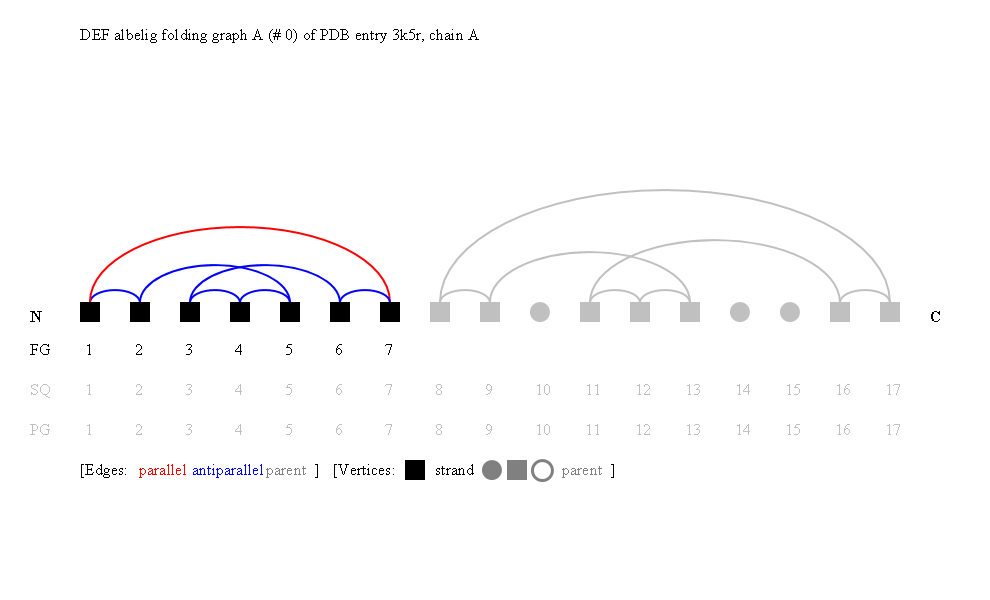 DEF albelig folding graph A (# 0) of PDB entry 3k5r, chain A
N C
FG 1 2 3 4 5 6 7
SQ 1 2 3 4 5 6 7 8 9 10 11 12 13 14 15 16 17
PG 1 2 3 4 5 6 7 8 9 10 11 12 13 14 15 16 17
[Edges: parallel antiparallel parent ] [Vertices: strand parent ]